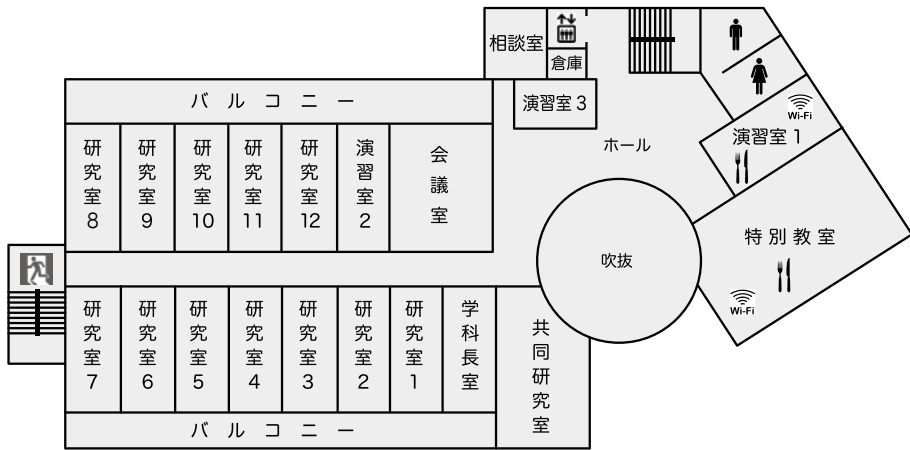 相談室
倉庫
演習室3
Wi-Fi
演習室1
ホール
バルコニー
研究室8
研究室9
研究室10
研究室11
研究室12
演習室2
会議室
吹抜
特別教室
Wi-Fi
研究室7
研究室6
研究室5
研究室4
研究室3
研究室2
研究室1
学科長室
共同研究室
バルコニー